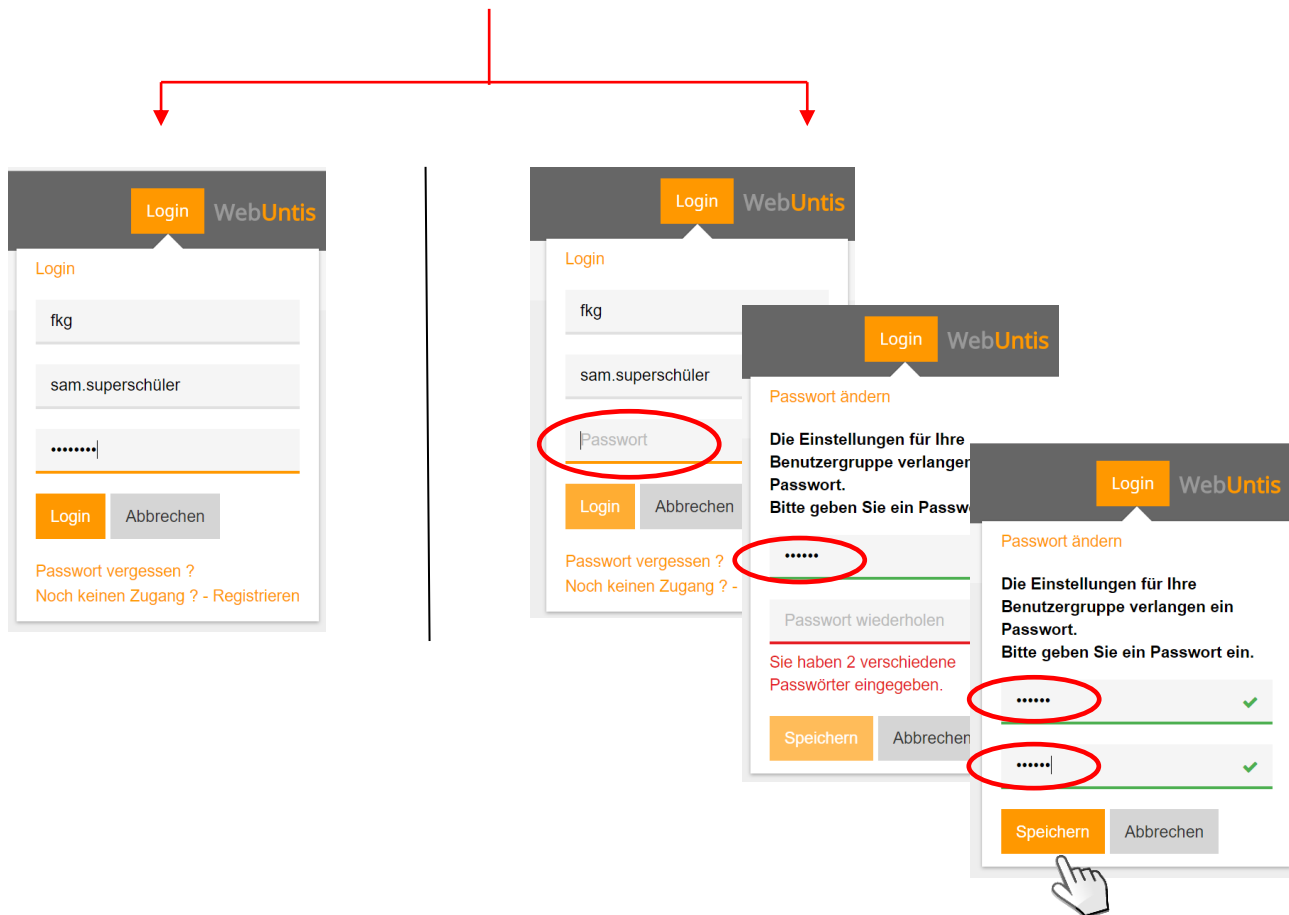 Login WebUntis
Login
fkg
sam.superschüler
••••••••
Login Abbrechen
Passwort vergessen ?
Noch keinen Zugang ? - Registrieren
Login WebUntis
Login
fkg
sam.superschüler
Passwort
Login Abbrechen
Passwort vergessen ?
Noch keinen Zugang ? -
Login WebUntis
Passwort ändern
Die Einstellungen für Ihre
Benutzergruppe verlangen
Passwort.
Bitte geben Sie ein Passw
••••••
Passwort wiederholen
Sie haben 2 verschiedene
Passwörter eingegeben.
Speichern Abbrechen
Login WebUntis
Passwort ändern
Die Einstellungen für Ihre
Benutzergruppe verlangen ein
Passwort.
Bitte geben Sie ein Passwort ein.
••••••
••••••
Speichern Abbrechen